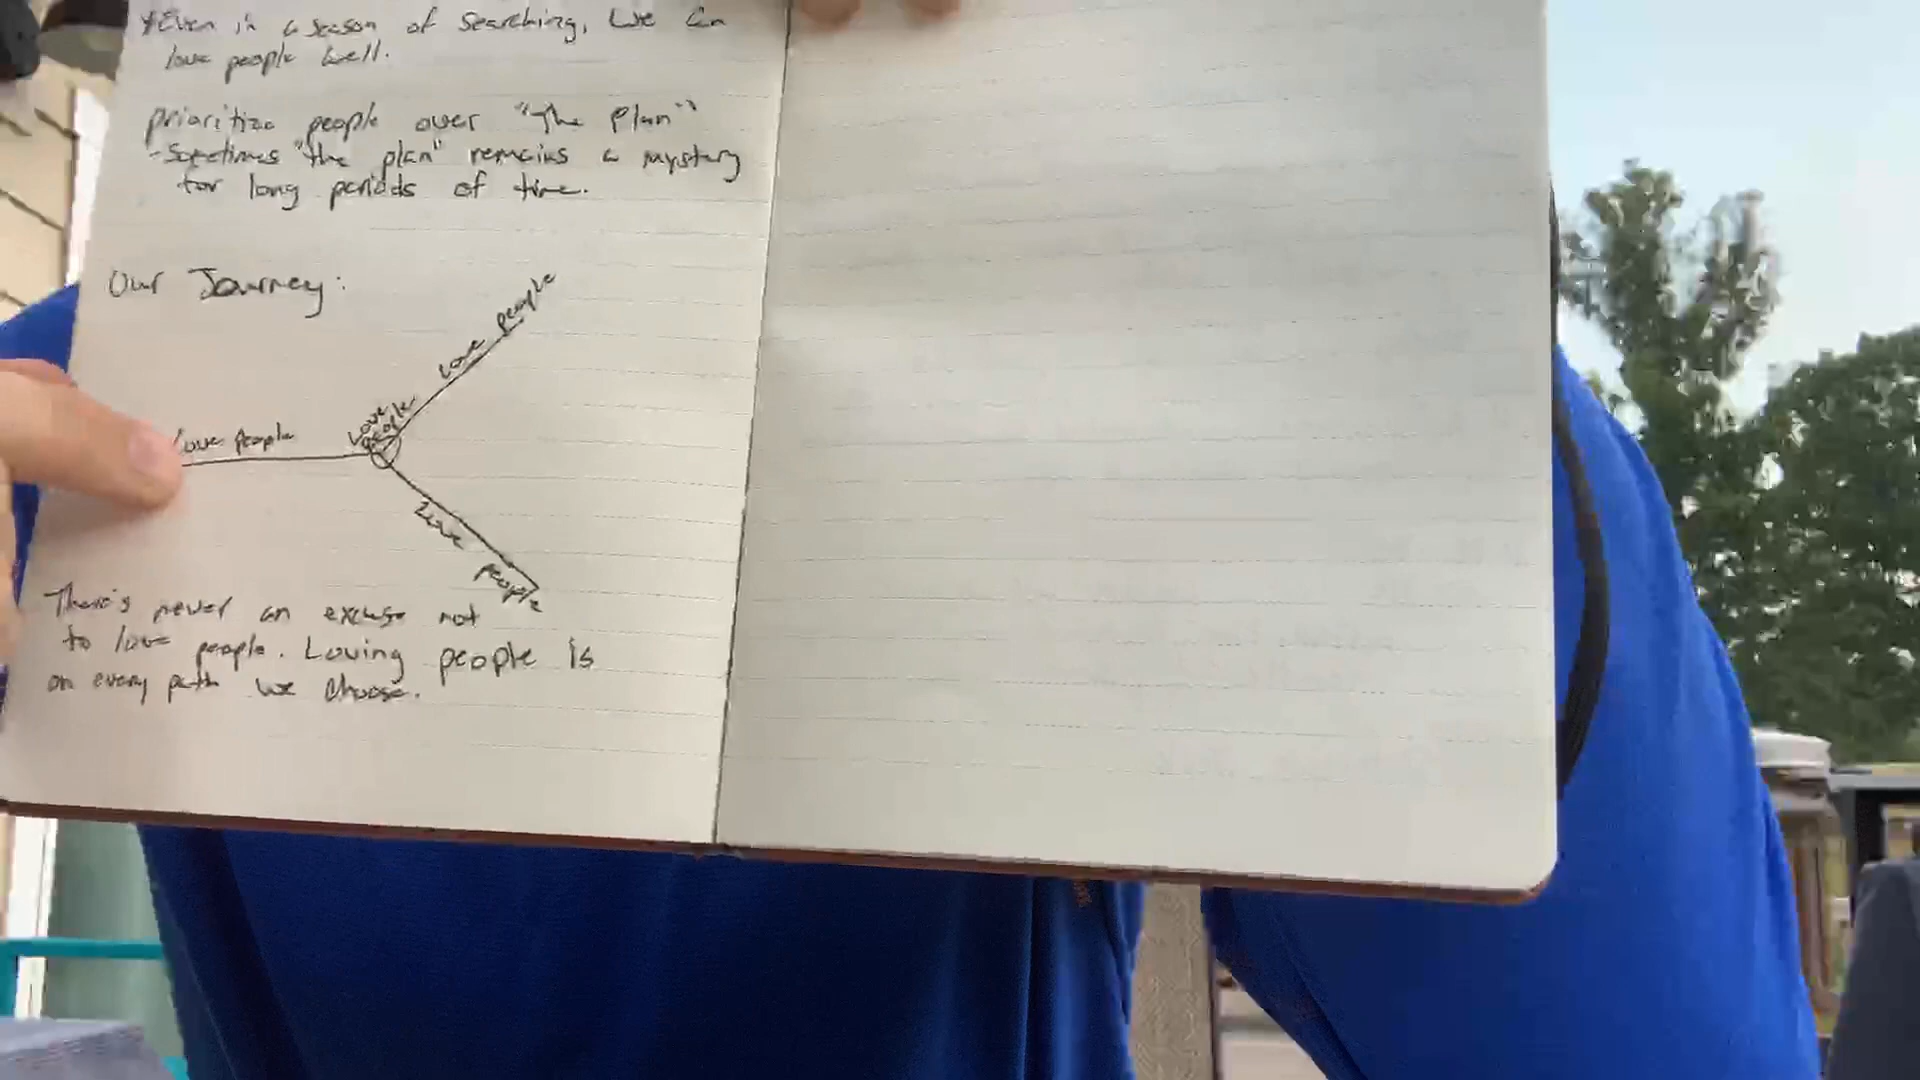 *Even in a season of searching, we can
love people well.
prioritize people over "the plan"
-Sometimes "the plan" remains a mystery
for long periods of time.
Our Journey:
love people
love
people
love people
love
people
There's never an excuse not
to love people. Loving people is
on every path we choose.